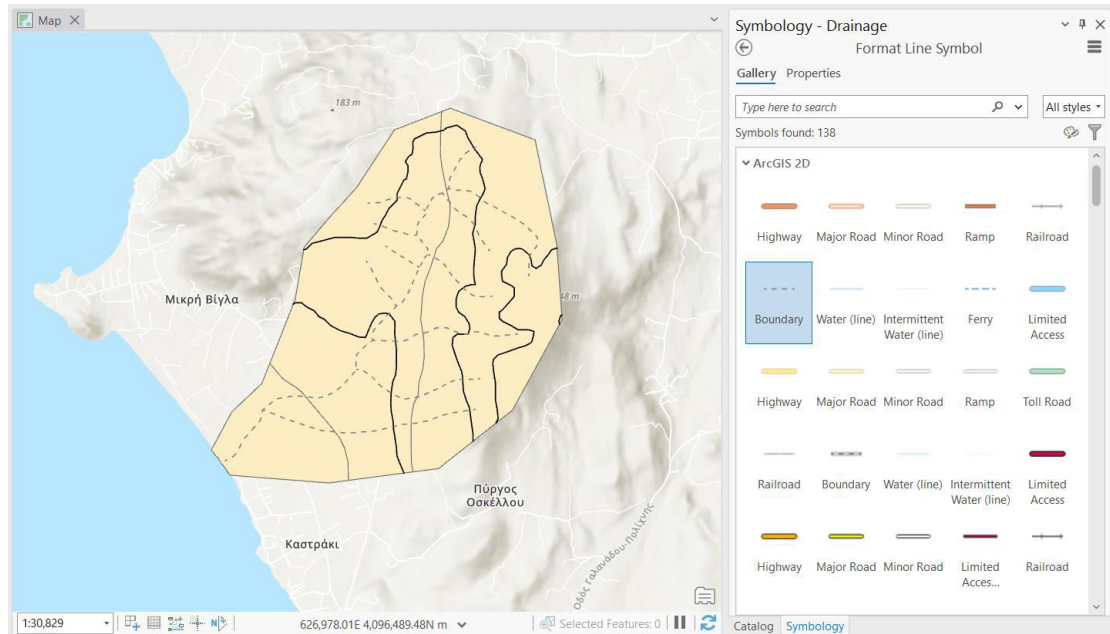 Map
183 m
Μικρή Βίγλα
48 m
Πύργος
Οσκέλλου
Καστράκι
Οδός Γαλανάδου-Πολίχνης
1:30,829
626,978.01E 4,096,489.48N m
Selected Features: 0
Symbology - Drainage
Format Line Symbol
Gallery Properties
Type here to search
All styles
Symbols found: 138
ArcGIS 2D
Highway Major Road Minor Road Ramp Railroad
Boundary Water (line) Intermittent Ferry Limited
Water (line) Access
Highway Major Road Minor Road Ramp Toll Road
Railroad Boundary Water (line) Intermittent Limited
Water (line) Access
Highway Major Road Minor Road Limited Railroad
Acces...
Catalog Symbology